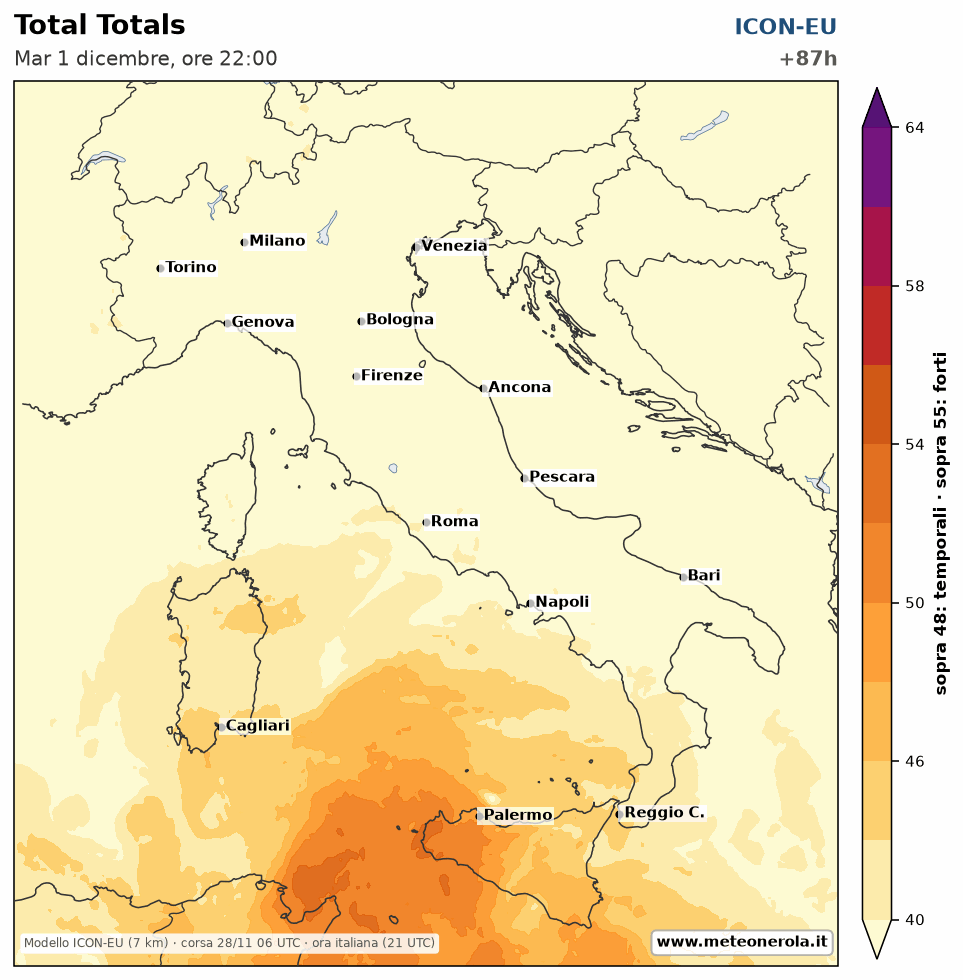 Total Totals
ICON-EU
Mar 1 dicembre, ore 22:00
+87h
Milano
Venezia
Torino
Genova
Bologna
Firenze
Ancona
Pescara
Roma
Bari
Napoli
Cagliari
Palermo
Reggio C.
64
58
54
50
46
40
sopra 48: temporali · sopra 55: forti
Modello ICON-EU (7 km) · corsa 28/11 06 UTC · ora italiana (21 UTC)
www.meteonerola.it